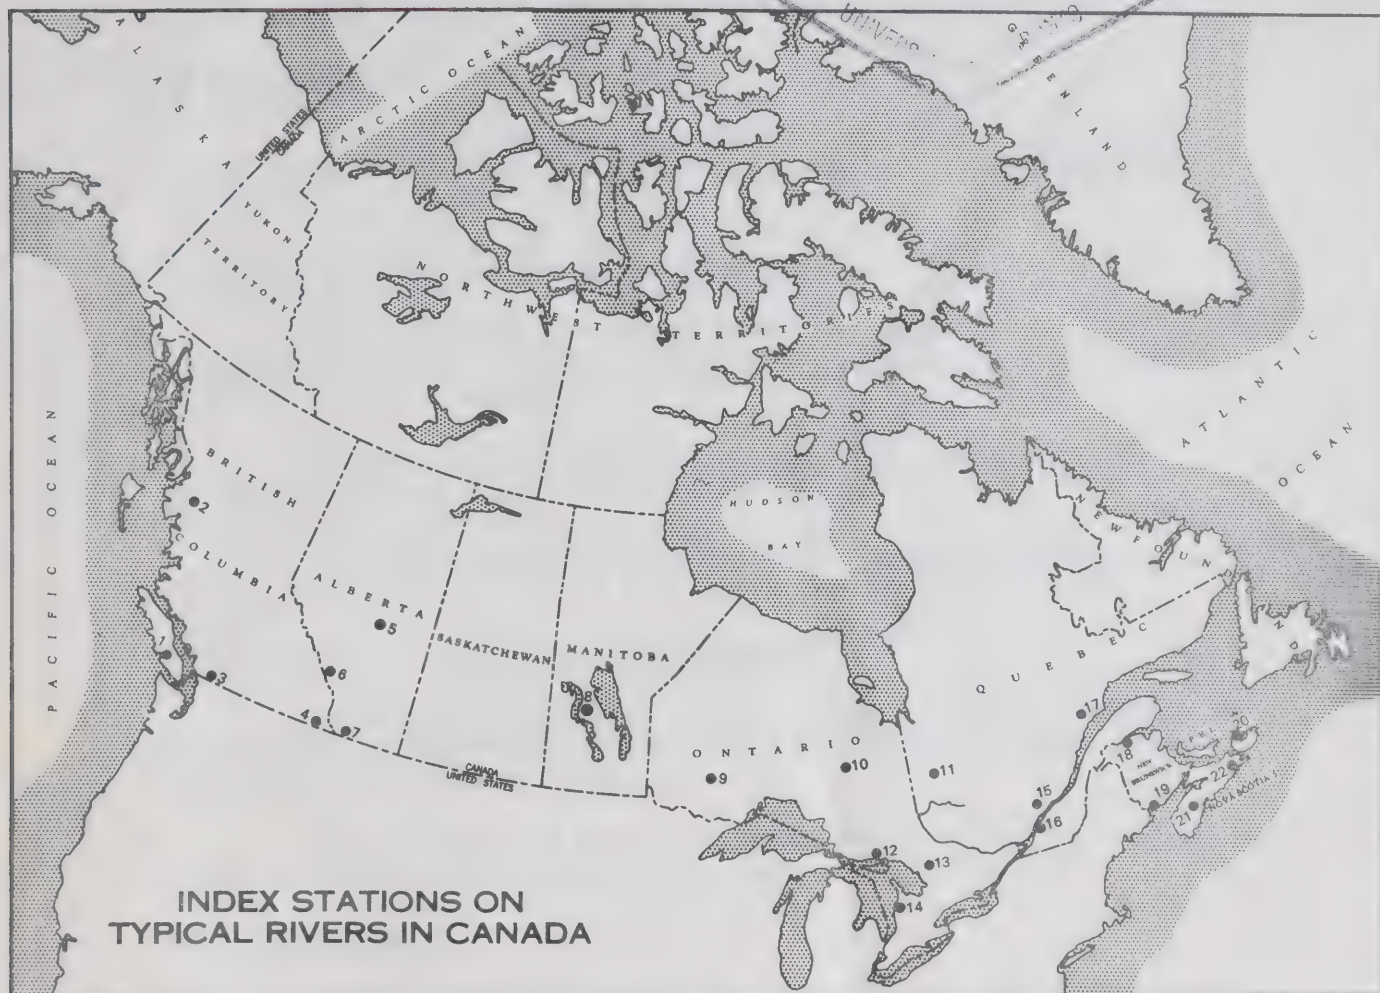 UNIVERS
GREENLAND
ALASKA
ARCTIC OCEAN
UNITED STATES
CANADA
YUKON
TERRITORY
NORTHWEST TERRITORIES
ATLANTIC
OCEAN
PACIFIC OCEAN
BRITISH
COLUMBIA
HUDSON
BAY
NEWFOUNDLAND
ALBERTA
SASKATCHEWAN
MANITOBA
QUEBEC
ONTARIO
P.E.I.
NEW
BRUNSWICK
NOVA SCOTIA
CANADA
UNITED STATES
1
2
3
4
5
6
7
8
9
10
11
12
13
14
15
16
17
18
19
20
21
22
INDEX STATIONS ON
TYPICAL RIVERS IN CANADA